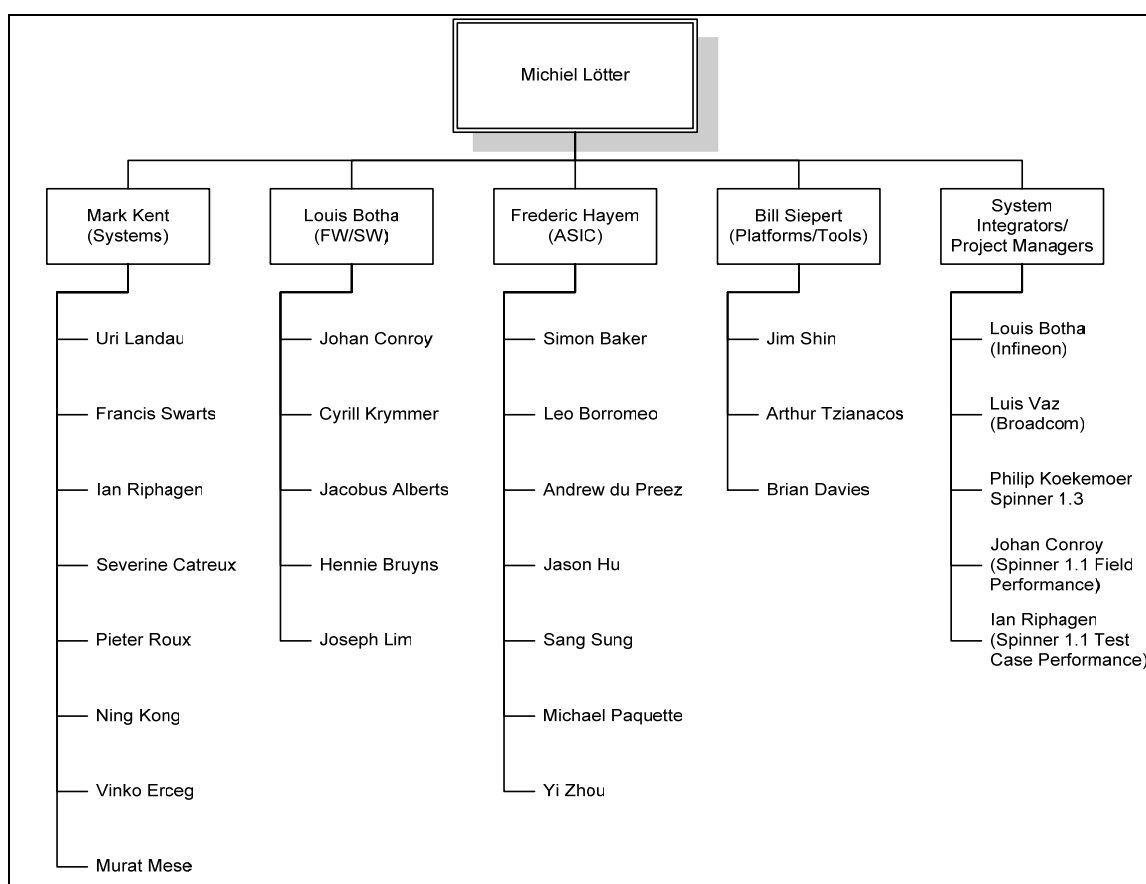 Michiel Lötter
Mark Kent
(Systems)
Uri Landau
Francis Swarts
Ian Riphagen
Severine Catreux
Pieter Roux
Ning Kong
Vinko Erceg
Murat Mese
Louis Botha
(FW/SW)
Johan Conroy
Cyrill Krymmer
Jacobus Alberts
Hennie Bruyns
Joseph Lim
Frederic Hayem
(ASIC)
Simon Baker
Leo Borromeo
Andrew du Preez
Jason Hu
Sang Sung
Michael Paquette
Yi Zhou
Bill Siepert
(Platforms/Tools)
Jim Shin
Arthur Tzianacos
Brian Davies
System
Integrators/
Project Managers
Louis Botha
(Infineon)
Luis Vaz
(Broadcom)
Philip Koekemoer
Spinner 1.3
Johan Conroy
(Spinner 1.1 Field
Performance)
Ian Riphagen
(Spinner 1.1 Test
Case Performance)